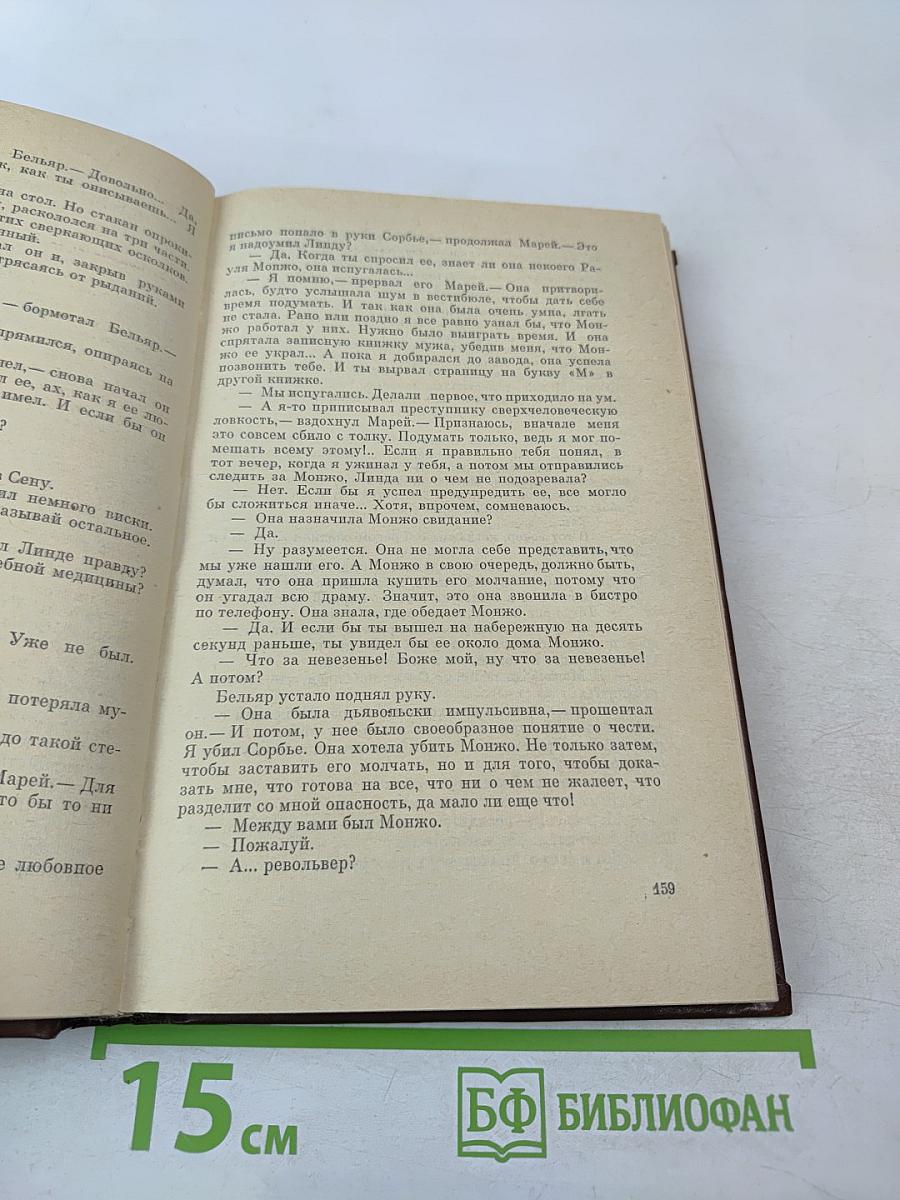 Бельяр.— Довольно... Да,
к, как ты описываешь... Я
на стол. Но стакан опроки-
, раскололся на три части.
тих сверкающих осколков.
нный.
ал он и, закрыв руками
трясаясь от рыданий.
— бормотал Бельяр.—
прямился, опираясь на
чел,— снова начал он
л ее, ах, как я ее лю-
имел. И если бы он
?
в Сену.
ил немного виски.
азывай остальное.
л Линде правду?
ебной медицины?
Уже не был.
потеряла му-
до такой сте-
Марей.— Для
то бы то ни
е любовное
письмо попало в руки Сорбье,— продолжал Марей.— Это
я надоумил Линду?
— Да. Когда ты спросил ее, знает ли она некоего Ра-
уля Монжо, она испугалась...
— Я помню,— прервал его Марей.— Она притвори-
лась, будто услышала шум в вестибюле, чтобы дать себе
время подумать. И так как она была очень умна, лгать
не стала. Рано или поздно я все равно узнал бы, что Мон-
жо работал у них. Нужно было выиграть время. И она
спрятала записную книжку мужа, убедив меня, что Мон-
жо ее украл... А пока я добирался до завода, она успела
позвонить тебе. И ты вырвал страницу на букву «М» в
другой книжке.
— Мы испугались. Делали первое, что приходило на ум.
— А я-то приписывал преступнику сверхчеловеческую
ловкость,— вздохнул Марей.— Признаюсь, вначале меня
это совсем сбило с толку. Подумать только, ведь я мог по-
мешать всему этому!.. Если я правильно тебя понял, в
тот вечер, когда я ужинал у тебя, а потом мы отправились
следить за Монжо, Линда ни о чем не подозревала?
— Нет. Если бы я успел предупредить ее, все могло
бы сложиться иначе... Хотя, впрочем, сомневаюсь.
— Она назначила Монжо свидание?
— Да.
— Ну разумеется. Она не могла себе представить, что
мы уже нашли его. А Монжо в свою очередь, должно быть,
думал, что она пришла купить его молчание, потому что
он угадал всю драму. Значит, это она звонила в бистро
по телефону. Она знала, где обедает Монжо.
— Да. И если бы ты вышел на набережную на десять
секунд раньше, ты увидел бы ее около дома Монжо.
— Что за невезенье! Боже мой, ну что за невезенье!
А потом?
Бельяр устало поднял руку.
— Она была дьявольски импульсивна,— прошептал
он.— И потом, у нее было своеобразное понятие о чести.
Я убил Сорбье. Она хотела убить Монжо. Не только затем,
чтобы заставить его молчать, но и для того, чтобы дока-
зать мне, что готова на все, что ни о чем не жалеет, что
разделит со мной опасность, да мало ли еще что!
— Между вами был Монжо.
— Пожалуй.
— А... револьвер?
159
15 см
БФ БИБЛИОФАН